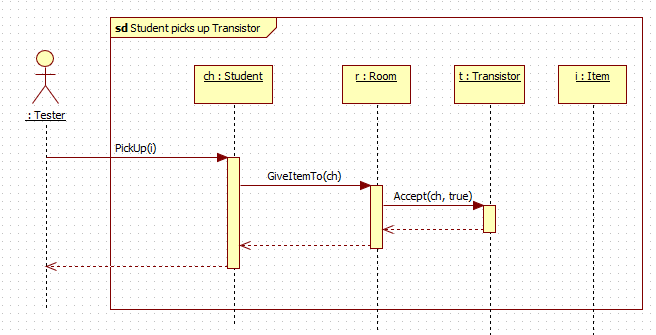 sd Student picks up Transistor
ch : Student
r : Room
t : Transistor
i : Item
: Tester
PickUp(i)
GiveItemTo(ch)
Accept(ch, true)